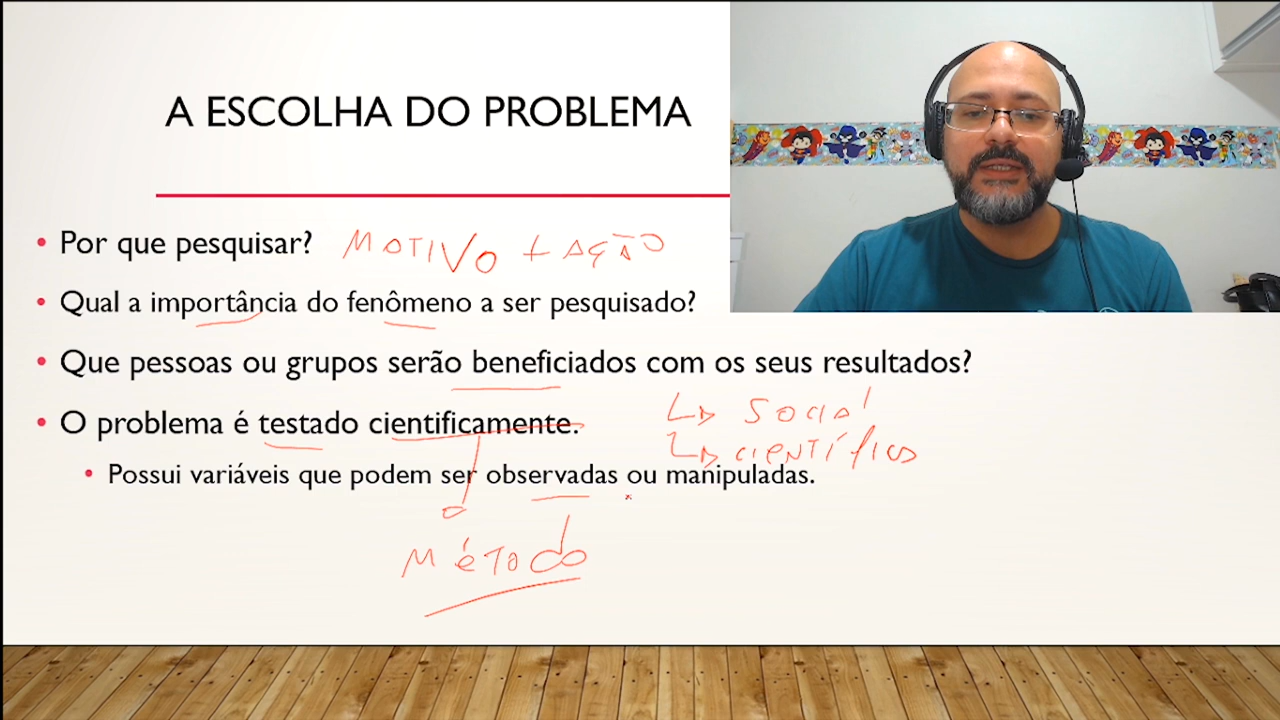 A ESCOLHA DO PROBLEMA
• Por que pesquisar? MOTIVO + AÇÃO
• Qual a importância do fenômeno a ser pesquisado?
• Que pessoas ou grupos serão beneficiados com os seus resultados?
• O problema é testado cientificamente.
Social
científico
• Possui variáveis que podem ser observadas ou manipuladas.
Método